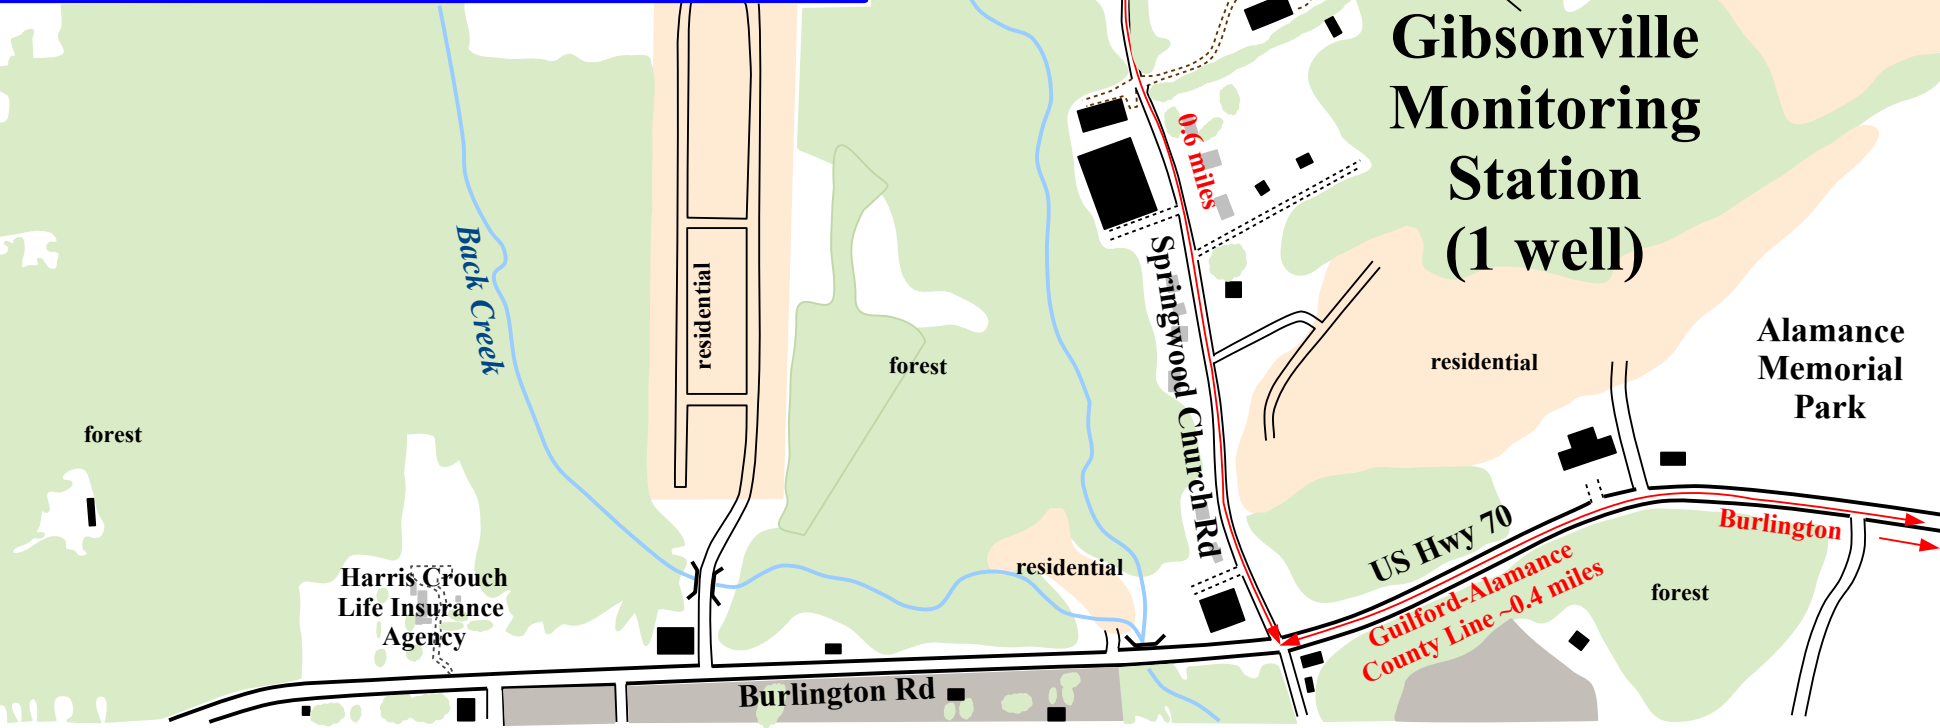 Gibsonville
Monitoring
Station
(1 well)
0.6 miles
Back Creek
Springwood Church Rd
residential
forest
residential
Alamance
Memorial
Park
forest
US Hwy 70
Burlington
Guilford-Alamance
County Line ~0.4 miles
residential
forest
Harris Crouch
Life Insurance
Agency
Burlington Rd